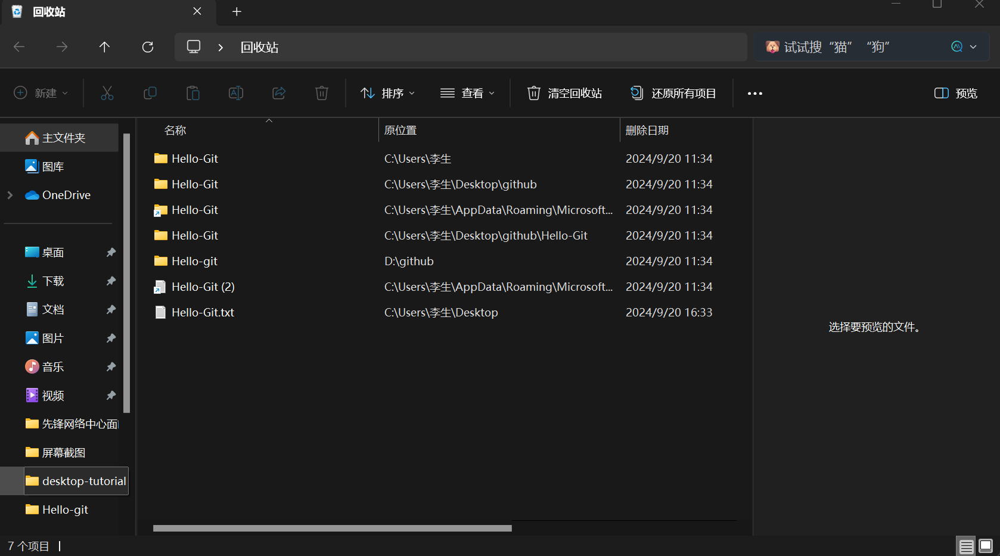 回收站
回收站
试试搜“猫” “狗”
新建
排序
查看
清空回收站
还原所有项目
预览
主文件夹
图库
OneDrive
桌面
下载
文档
图片
音乐
视频
先锋网络中心面
屏幕截图
desktop-tutorial
Hello-git
名称 原位置 删除日期
Hello-Git C:\Users\李生 2024/9/20 11:34
Hello-Git C:\Users\李生\Desktop\github 2024/9/20 11:34
Hello-Git C:\Users\李生\AppData\Roaming\Microsoft... 2024/9/20 11:34
Hello-Git C:\Users\李生\Desktop\github\Hello-Git 2024/9/20 11:34
Hello-git D:\github 2024/9/20 11:34
Hello-Git (2) C:\Users\李生\AppData\Roaming\Microsoft... 2024/9/20 11:34
Hello-Git.txt C:\Users\李生\Desktop 2024/9/20 16:33
选择要预览的文件。
7 个项目